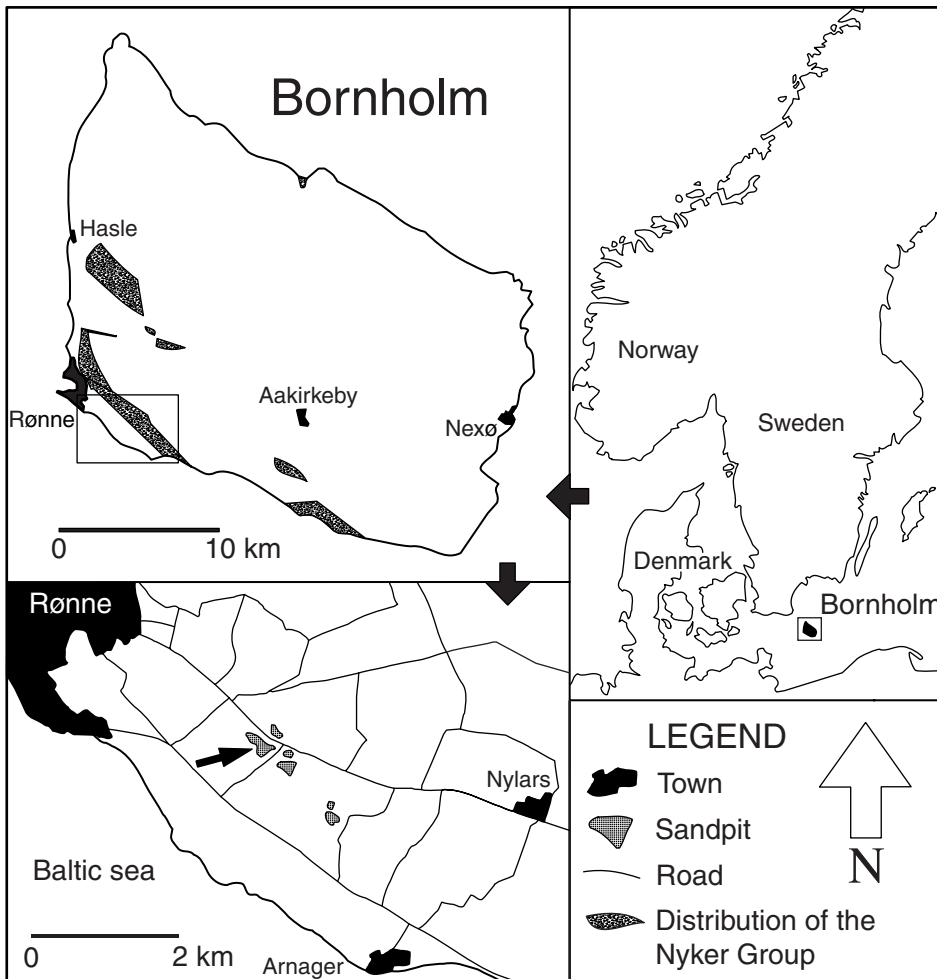 Bornholm
Hasle
Rønne
Aakirkeby
Nexø
0 10 km
Norway
Sweden
Denmark
Bornholm
Rønne
Nylars
Baltic sea
0 2 km
Arnager
LEGEND
Town
Sandpit
Road
Distribution of the
Nyker Group
N